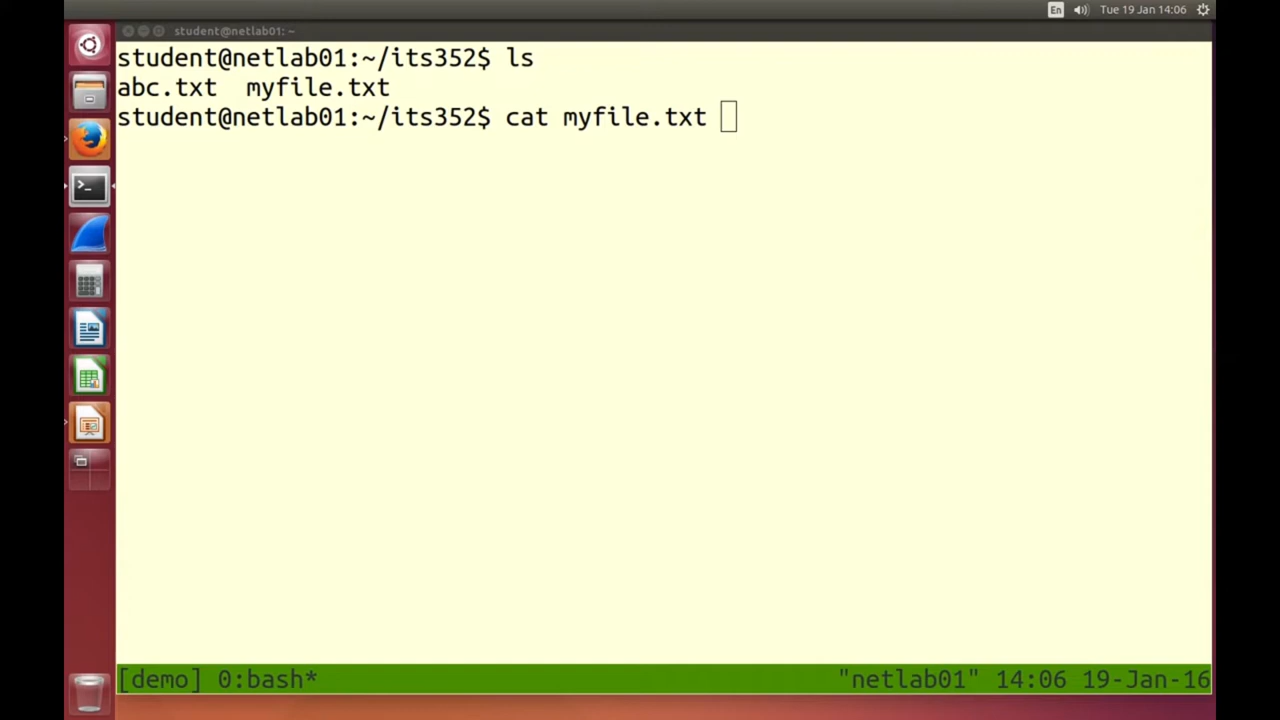 En Tue 19 Jan 14:06
student@netlab01: ~
student@netlab01:~/its352$ ls
abc.txt  myfile.txt
student@netlab01:~/its352$ cat myfile.txt
[demo] 0:bash* "netlab01" 14:06 19-Jan-16